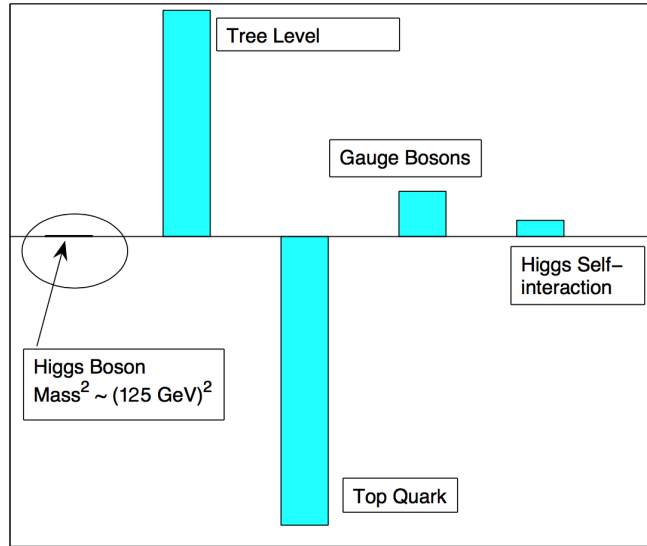 Tree Level
Gauge Bosons
Higgs Self-
interaction
Higgs Boson
Mass² ~ (125 GeV)²
Top Quark